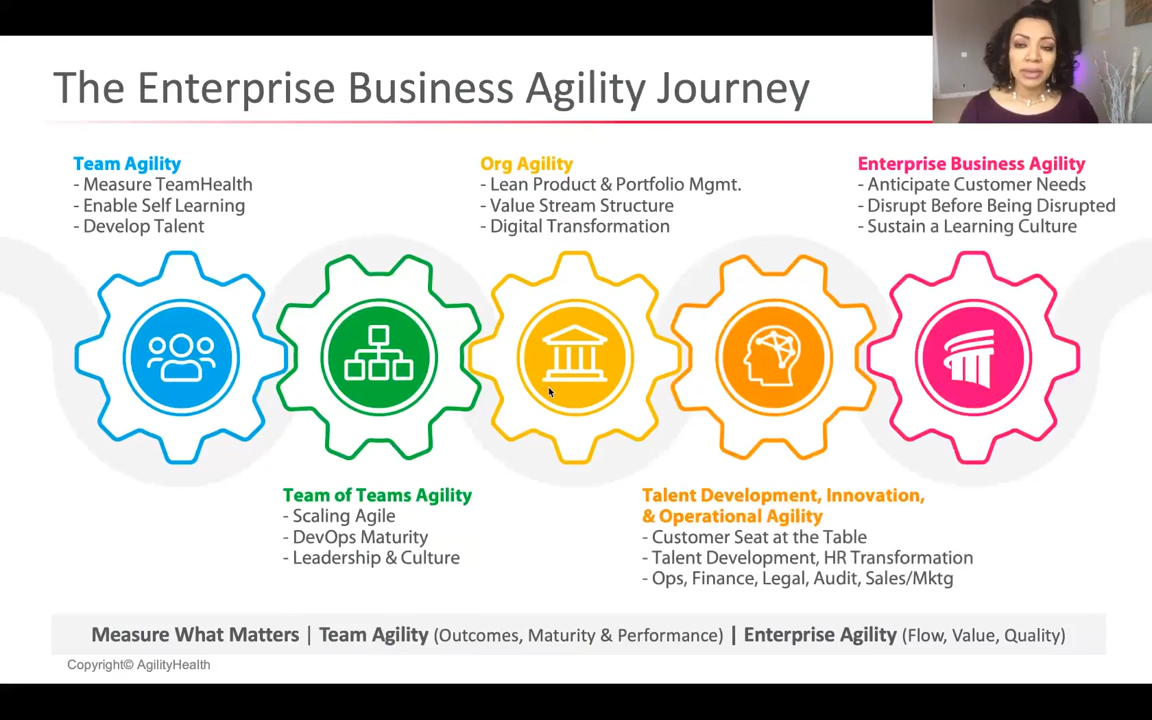 The Enterprise Business Agility Journey
Team Agility
- Measure TeamHealth
- Enable Self Learning
- Develop Talent
Org Agility
- Lean Product & Portfolio Mgmt.
- Value Stream Structure
- Digital Transformation
Enterprise Business Agility
- Anticipate Customer Needs
- Disrupt Before Being Disrupted
- Sustain a Learning Culture
Team of Teams Agility
- Scaling Agile
- DevOps Maturity
- Leadership & Culture
Talent Development, Innovation,
& Operational Agility
- Customer Seat at the Table
- Talent Development, HR Transformation
- Ops, Finance, Legal, Audit, Sales/Mktg
Measure What Matters | Team Agility (Outcomes, Maturity & Performance) | Enterprise Agility (Flow, Value, Quality)
Copyright© AgilityHealth